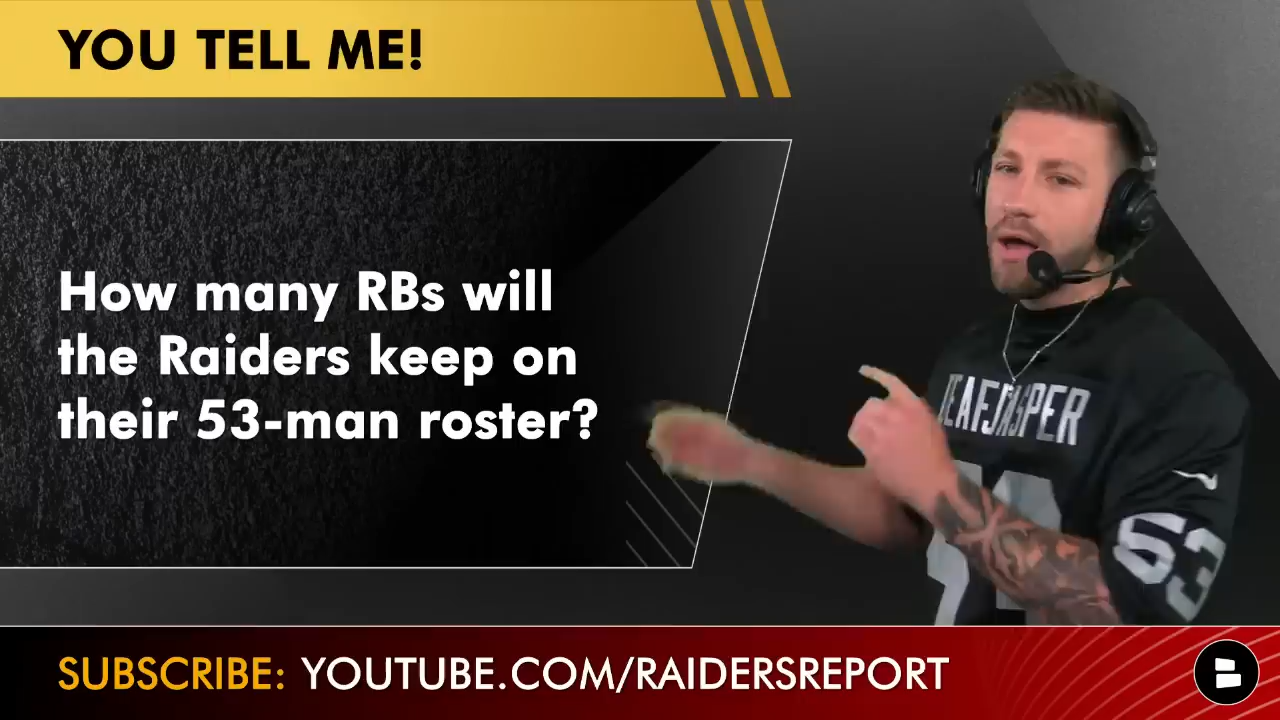 YOU TELL ME!
How many RBs will
the Raiders keep on
their 53-man roster?
53
SUBSCRIBE: YOUTUBE.COM/RAIDERSREPORT